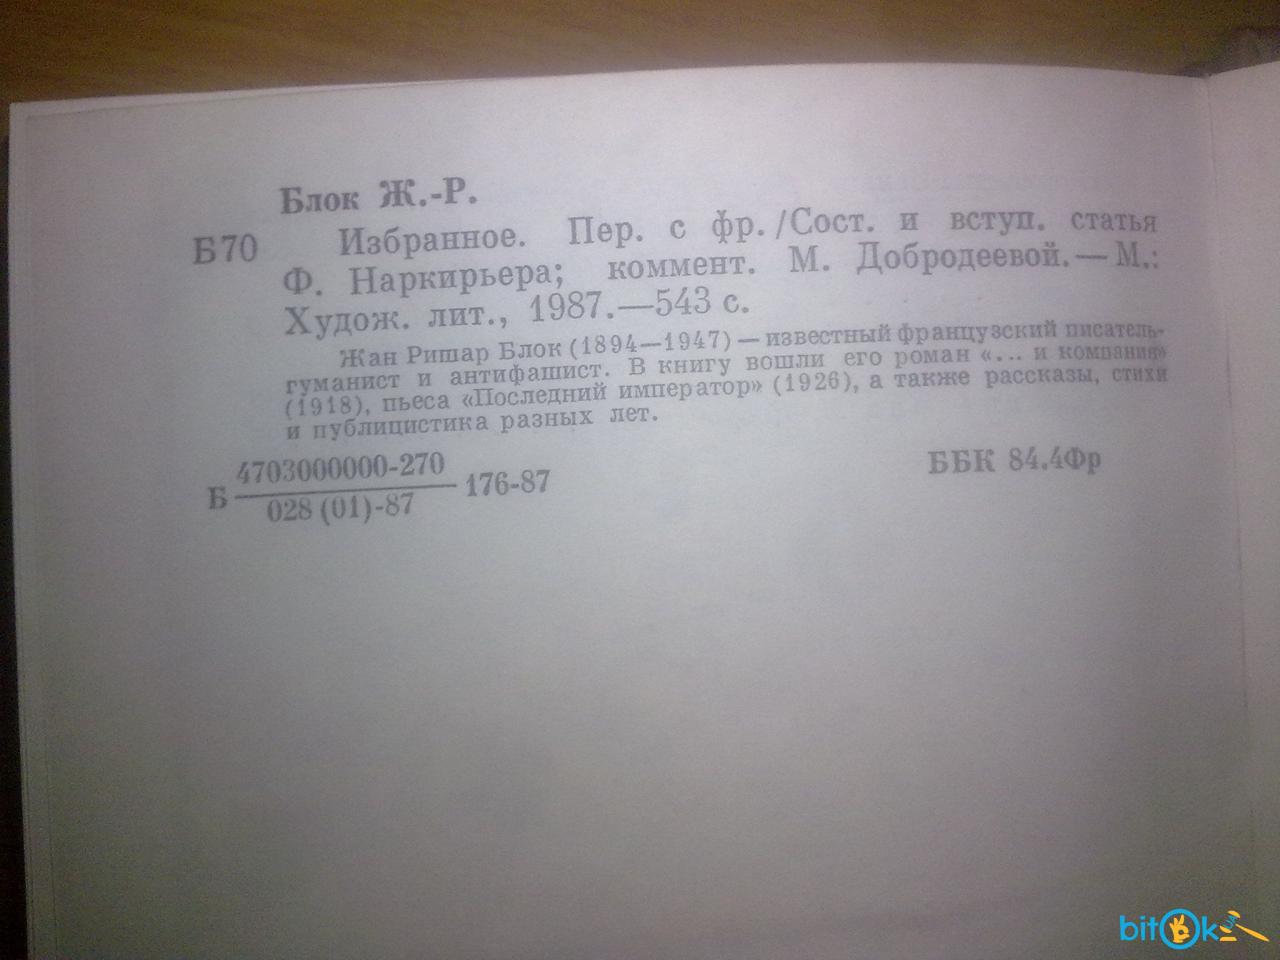 Блок Ж.-Р.
Б70 Избранное. Пер. с фр. /Сост. и вступ. статья
Ф. Наркирьера; коммент. М. Добродеевой. — М.:
Худож. лит., 1987.—543 с.
Жан Ришар Блок (1894—1947) — известный французский писатель-
гуманист и антифашист. В книгу вошли его роман «... и компания»
(1918), пьеса «Последний император» (1926), а также рассказы, стихи
и публицистика разных лет.
4703000000-270
Б 176-87 ББК 84.4Фр
028 (01)-87
bitOk